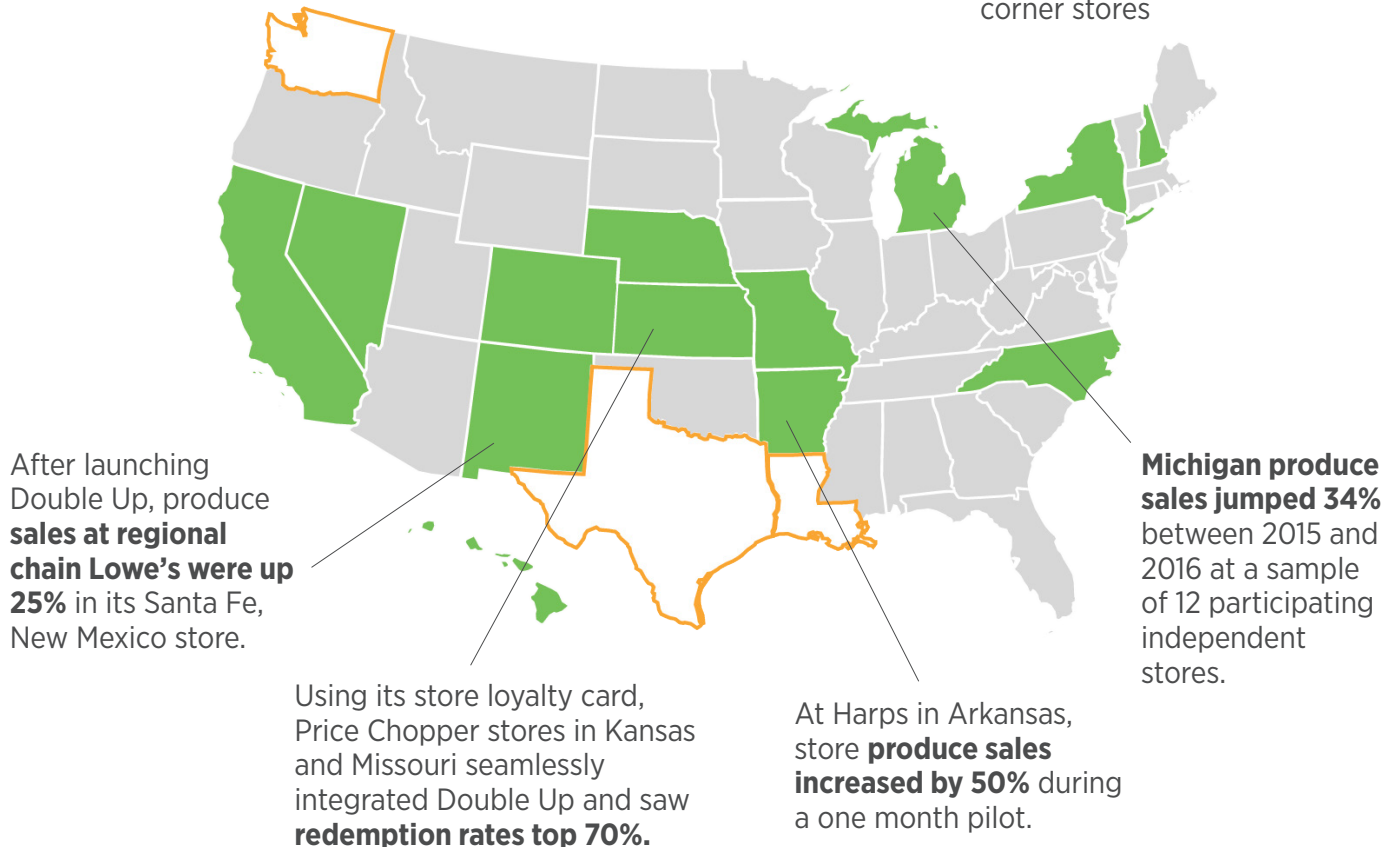 corner stores
After launching
Double Up, produce
sales at regional
chain Lowe's were up
25% in its Santa Fe,
New Mexico store.
Using its store loyalty card,
Price Chopper stores in Kansas
and Missouri seamlessly
integrated Double Up and saw
redemption rates top 70%.
At Harps in Arkansas,
store produce sales
increased by 50% during
a one month pilot.
Michigan produce
sales jumped 34%
between 2015 and
2016 at a sample
of 12 participating
independent
stores.